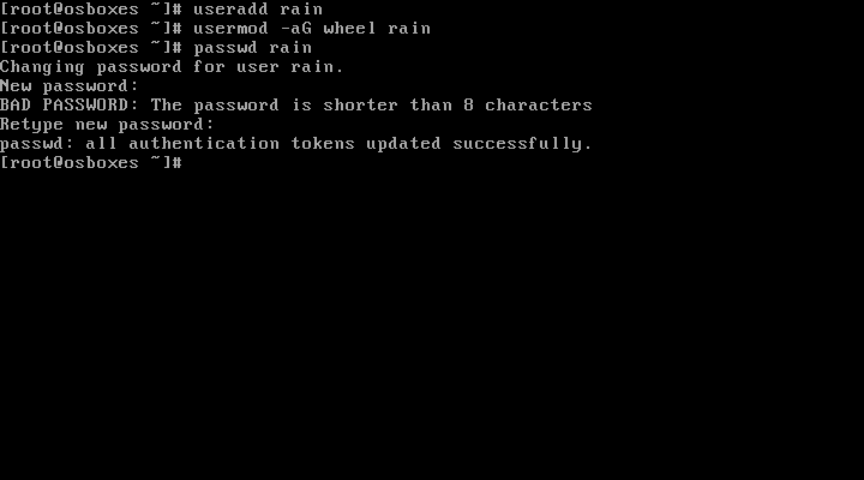 [root@osboxes ~]# useradd rain
[root@osboxes ~]# usermod -aG wheel rain
[root@osboxes ~]# passwd rain
Changing password for user rain.
New password:
BAD PASSWORD: The password is shorter than 8 characters
Retype new password:
passwd: all authentication tokens updated successfully.
[root@osboxes ~]#